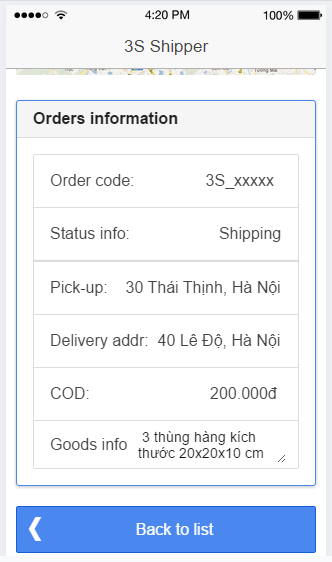 4:20 PM 100%
3S Shipper
Orders information
Order code: 3S_xxxxx
Status info: Shipping
Pick-up: 30 Thái Thịnh, Hà Nội
Delivery addr: 40 Lê Độ, Hà Nội
COD: 200.000đ
Goods info 3 thùng hàng kích
thước 20x20x10 cm
Back to list